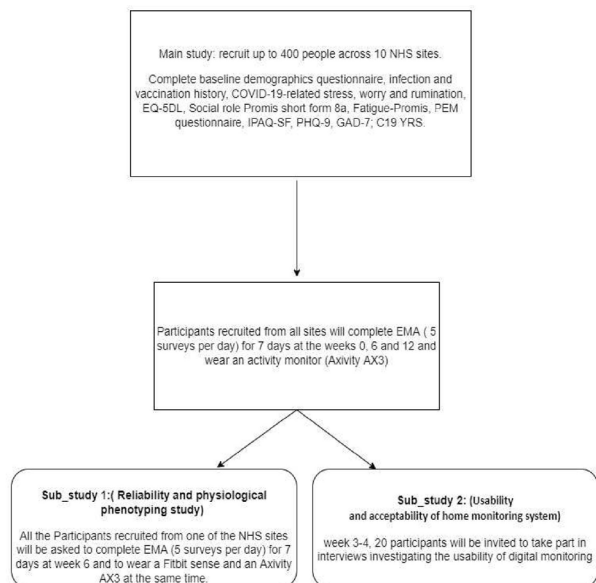 Main study: recruit up to 400 people across 10 NHS sites.
Complete baseline demographics questionnaire, infection and
vaccination history, COVID-19-related stress, worry and rumination,
EQ-5DL, Social role Promis short form 8a, Fatigue-Promis, PEM
questionnaire, IPAQ-SF, PHQ-9, GAD-7; C19 YRS.
Participants recruited from all sites will complete EMA ( 5
surveys per day) for 7 days at the weeks 0, 6 and 12 and
wear an activity monitor (Axivity AX3)
Sub_study 1:( Reliability and physiological
phenotyping study)
All the Participants recruited from one of the NHS sites
will be asked to complete EMA (5 surveys per day) for 7
days at week 6 and to wear a Fitbit sense and an Axivity
AX3 at the same time.
Sub_study 2: (Usability
and acceptability of home monitoring system)
week 3-4, 20 participants will be invited to take part in
interviews investigating the usability of digital monitoring